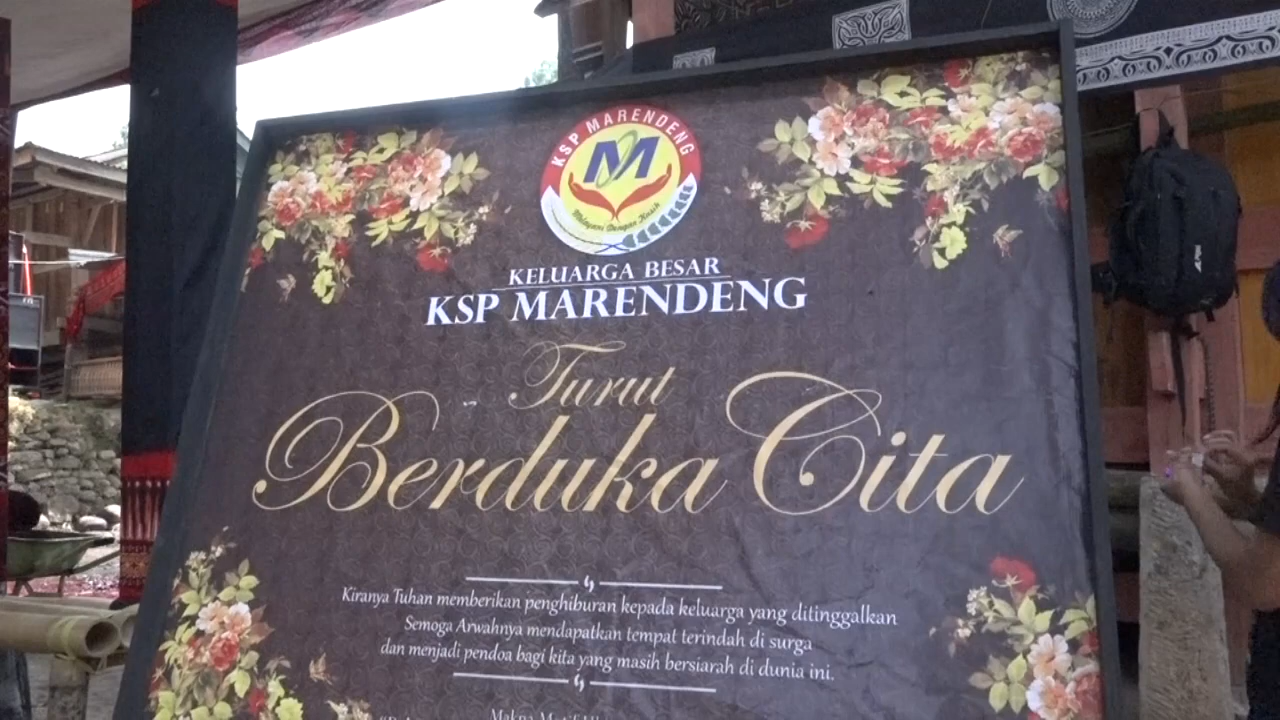 KSP MARENDENG
M
Melayani Dengan Kasih
KELUARGA BESAR
KSP MARENDENG
Turut
Berduka Cita
Kiranya Tuhan memberikan penghiburan kepada keluarga yang ditinggalkan
Semoga Arwahnya mendapatkan tempat terindah di surga
dan menjadi pendoa bagi kita yang masih bersiarah di dunia ini.